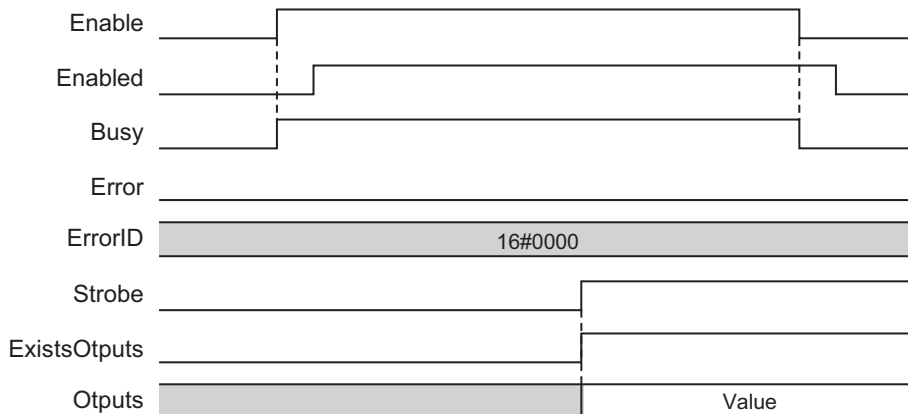 Enable
Enabled
Busy
Error
ErrorID
16#0000
Strobe
ExistsOtputs
Otputs
Value